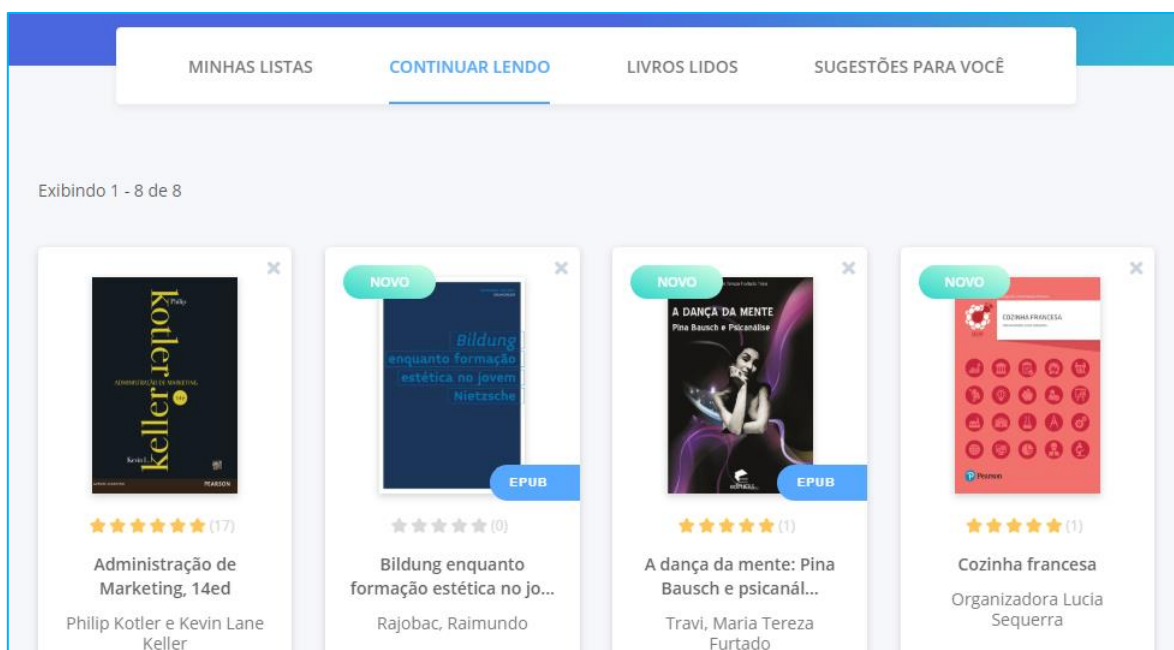 MINHAS LISTAS
CONTINUAR LENDO
LIVROS LIDOS
SUGESTÕES PARA VOCÊ
Exibindo 1 - 8 de 8
Philip
Kotler
ADMINISTRAÇÃO DE MARKETING
14e
Kevin L.
keller
PEARSON
(17)
Administração de
Marketing, 14ed
Philip Kotler e Kevin Lane
Keller
NOVO
Bildung
enquanto formação
estética no jovem
Nietzsche
EPUB
(0)
Bildung enquanto
formação estética no jo...
Rajobac, Raimundo
NOVO
A DANÇA DA MENTE
Pina Bausch e Psicanálise
EPUB
(1)
A dança da mente: Pina
Bausch e psicanál...
Travi, Maria Tereza
Furtado
NOVO
COZINHA FRANCESA
Pearson
(1)
Cozinha francesa
Organizadora Lucia
Sequerra